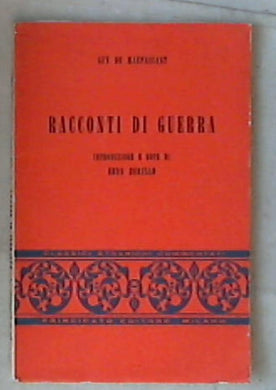 GUY DE MAUPASSANT
RACCONTI DI GUERRA
INTRODUZIONE E NOTE DI
CLASSICI STRANIERI COMMENTATI
PRINCIPATO EDITORE MILANO